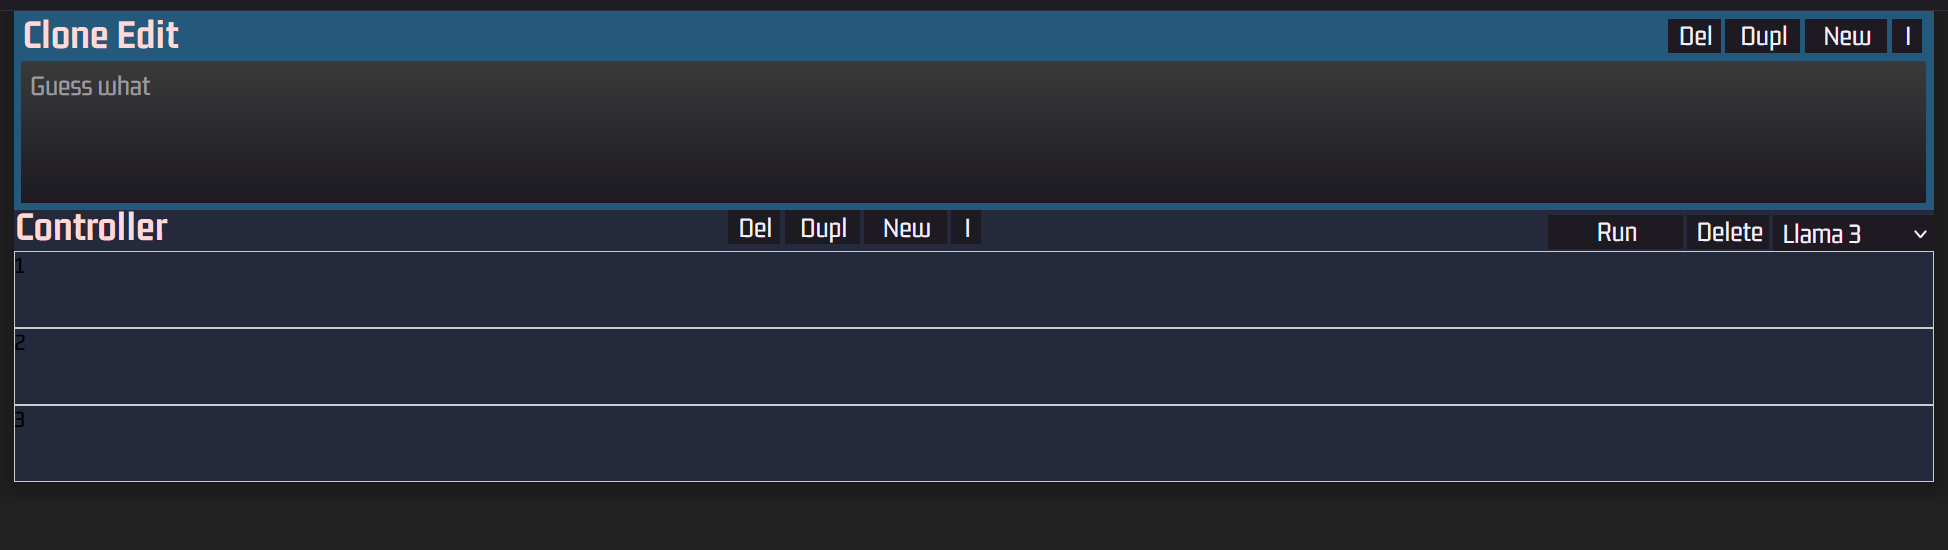 Clone Edit Del Dupl New I
Guess what
Controller Del Dupl New I Run Delete Llama 3
1
2
3